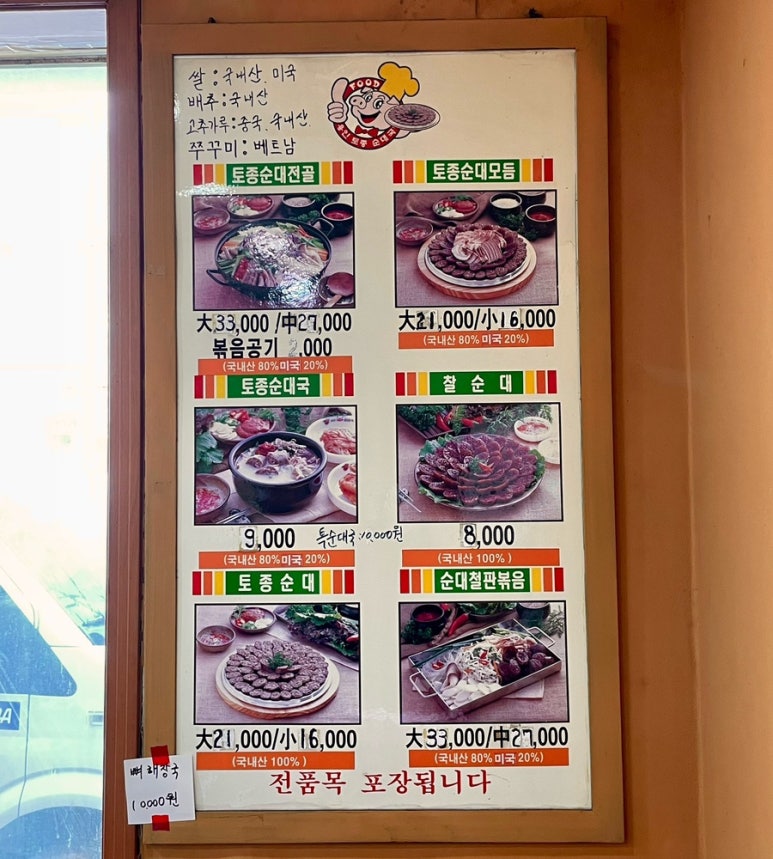 쌀 : 국내산, 미국
배추 : 국내산
고추가루 : 중국, 국내산
쭈꾸미 : 베트남
FOOD
토종 순대국
토종순대전골
大33,000 /中27,000
볶음공기 2,000
(국내산 80% 미국 20%)
토종순대모듬
大21,000/小16,000
(국내산 80% 미국 20%)
토종순대국
9,000
특순대국 : 10,000원
(국내산 80% 미국 20%)
찰 순 대
8,000
(국내산 100% )
토 종 순 대
大21,000/小16,000
(국내산 100% )
순대철판볶음
大33,000/中27,000
(국내산 80% 미국 20%)
전품목 포장됩니다
뼈 해장국
10,000원